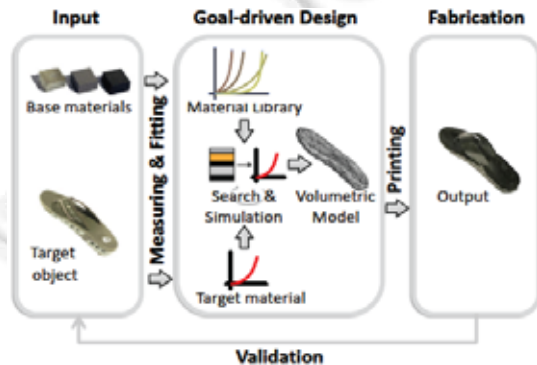 Input
Goal-driven Design
Fabrication
Base materials
Measuring & Fitting
Material Library
Search &
Simulation
Volumetric
Model
Printing
Output
Target
object
Target material
Validation